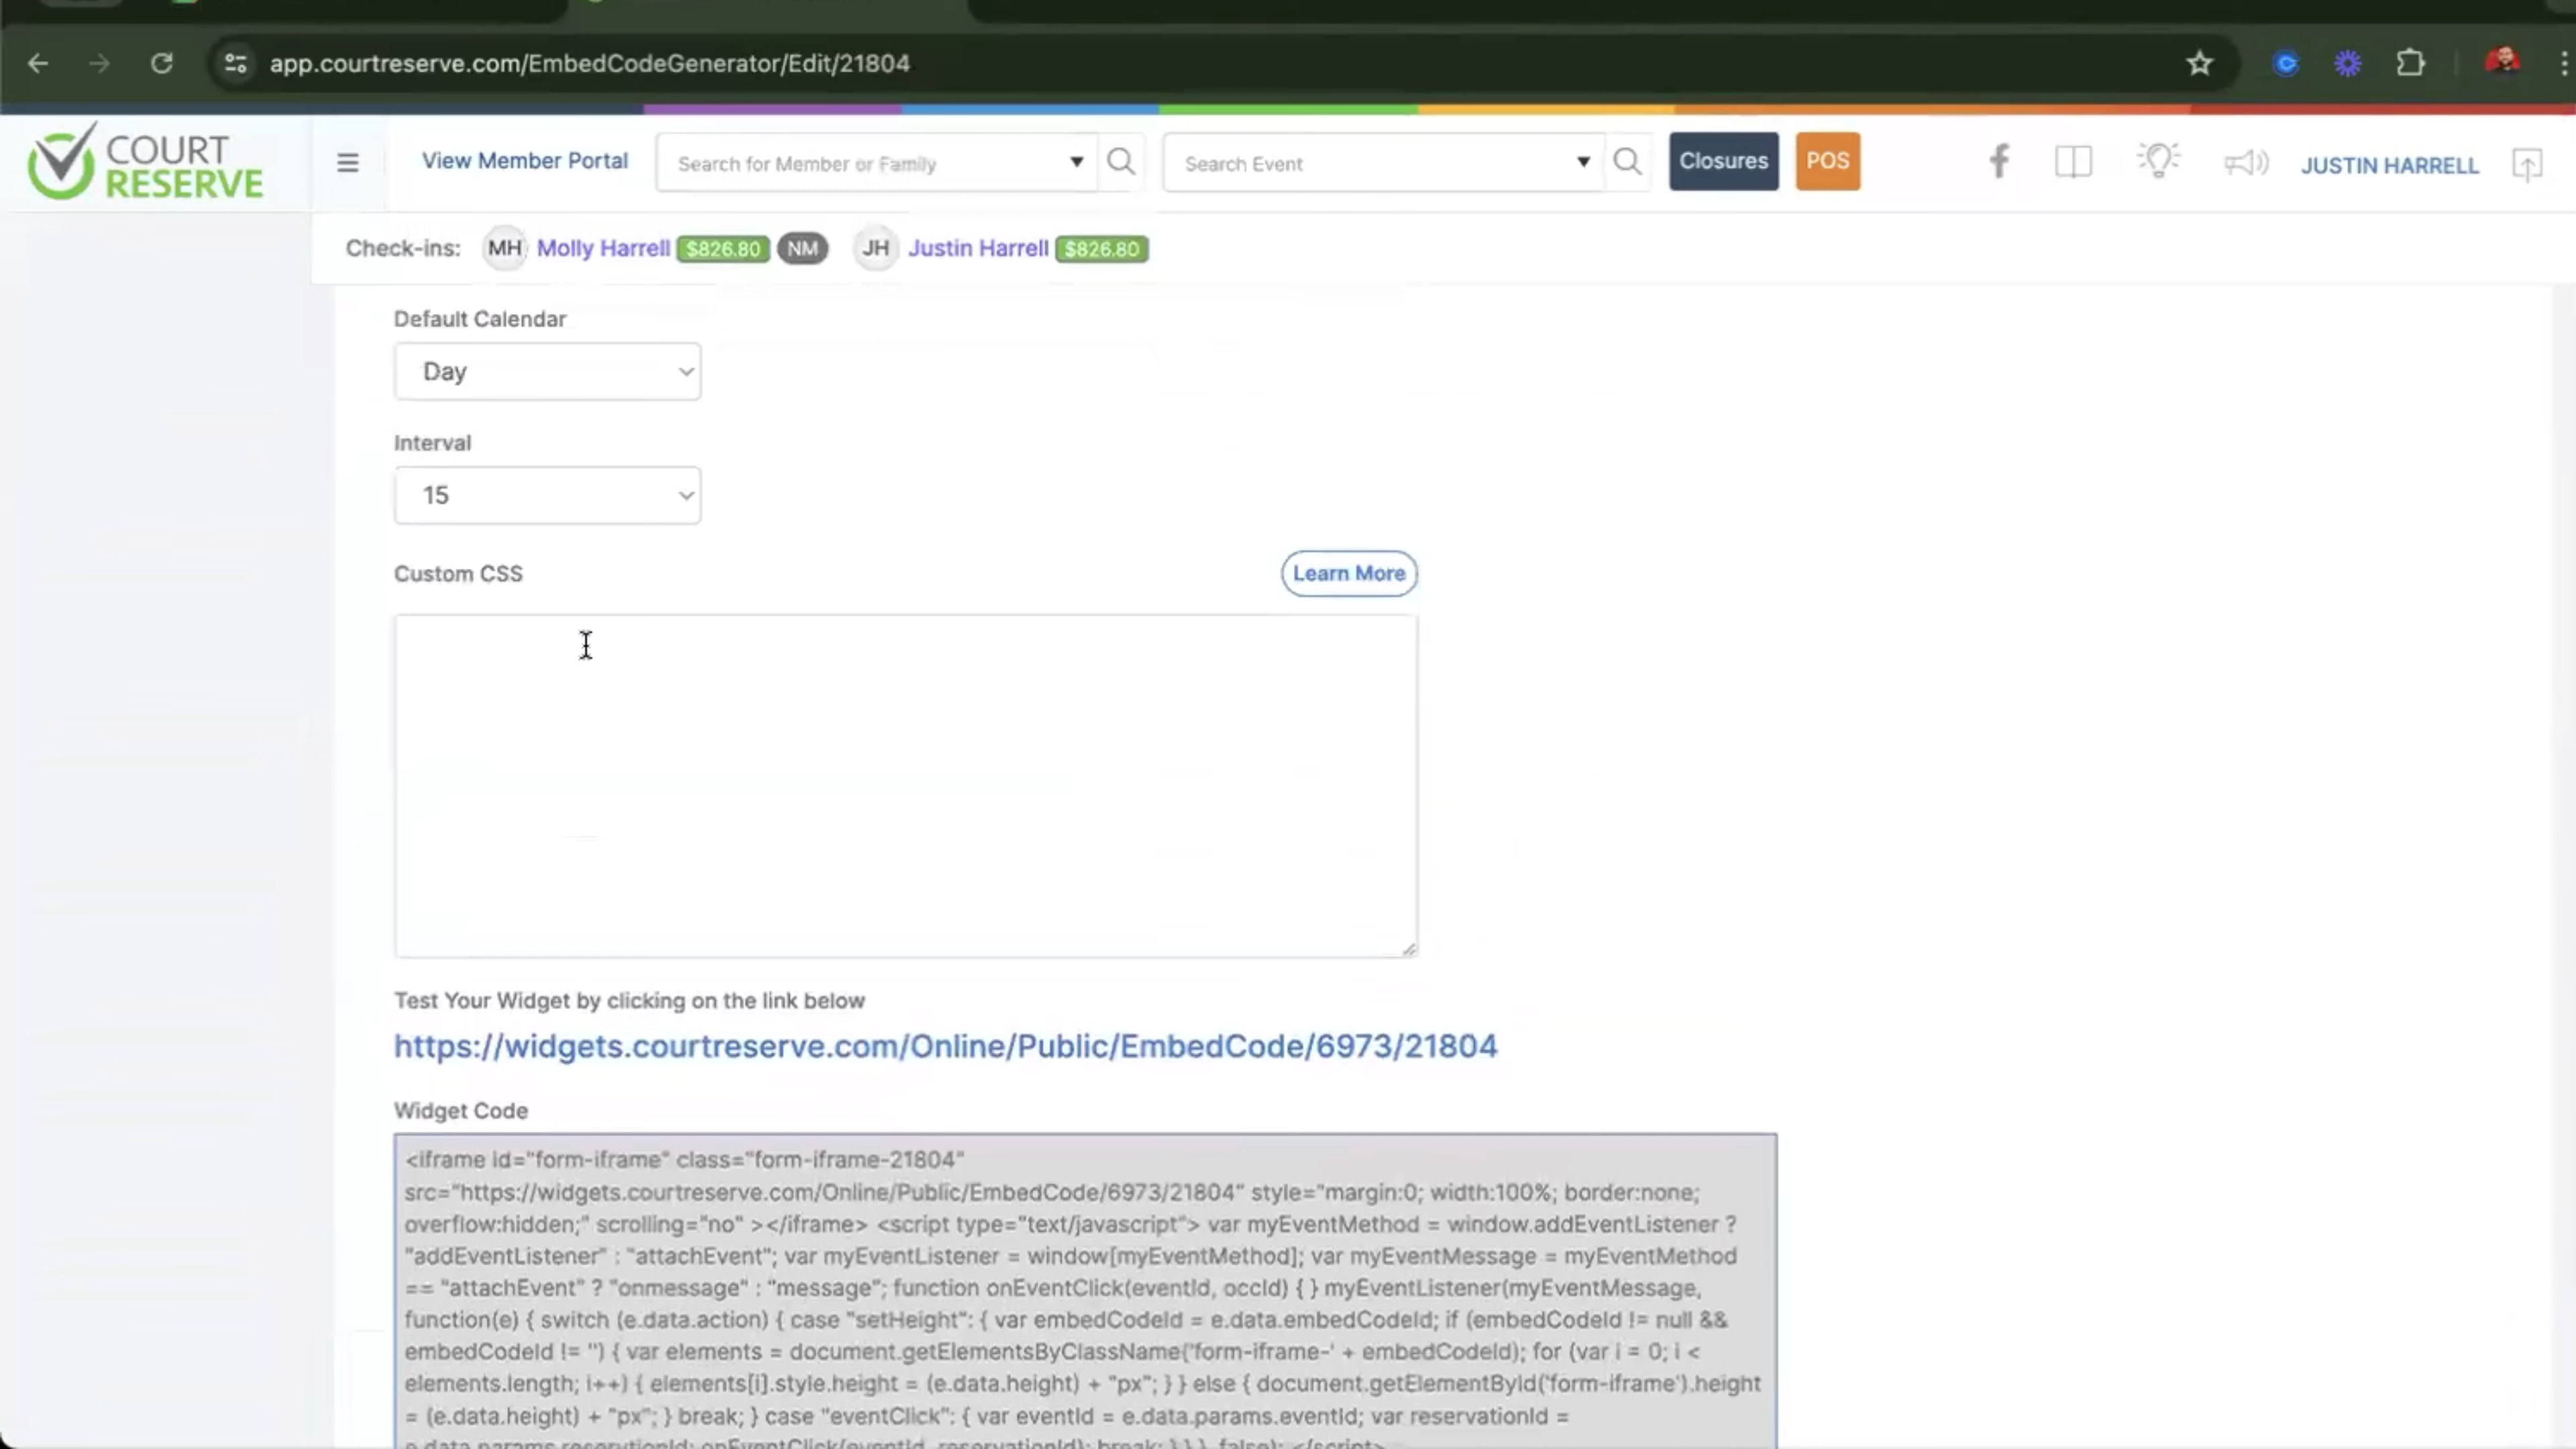 app.courtreserve.com/EmbedCodeGenerator/Edit/21804
COURT
RESERVE
View Member Portal
Search for Member or Family
Search Event
Closures
POS
JUSTIN HARRELL
Check-ins:
MH
Molly Harrell
$826.80
NM
JH
Justin Harrell
$826.80
Default Calendar
Day
Interval
15
Custom CSS
Learn More
Test Your Widget by clicking on the link below
https://widgets.courtreserve.com/Online/Public/EmbedCode/6973/21804
Widget Code
<iframe id="form-iframe" class="form-iframe-21804"
src="https://widgets.courtreserve.com/Online/Public/EmbedCode/6973/21804" style="margin:0; width:100%; border:none;
overflow:hidden;" scrolling="no" ></iframe> <script type="text/javascript"> var myEventMethod = window.addEventListener ?
"addEventListener" : "attachEvent"; var myEventListener = window[myEventMethod]; var myEventMessage = myEventMethod
== "attachEvent" ? "onmessage" : "message"; function onEventClick(eventId, occId) { } myEventListener(myEventMessage,
function(e) { switch (e.data.action) { case "setHeight": { var embedCodeId = e.data.embedCodeId; if (embedCodeId != null &&
embedCodeId != '') { var elements = document.getElementsByClassName('form-iframe-' + embedCodeId); for (var i = 0; i <
elements.length; i++) { elements[i].style.height = (e.data.height) + "px"; } } else { document.getElementById('form-iframe').height
= (e.data.height) + "px"; } break; } case "eventClick": { var eventId = e.data.params.eventId; var reservationId =
e.data.params.reservationId; onEventClick(eventId, reservationId); break; } } }, false); </script>